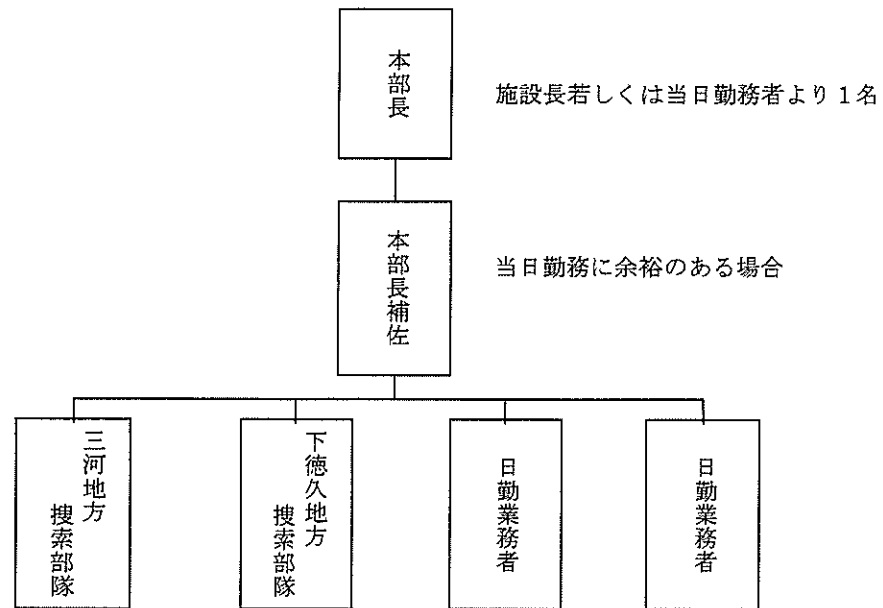 本部長
施設長若しくは当日勤務者より1名
本部長補佐
当日勤務に余裕のある場合
三河地方
捜索部隊
下徳久地方
捜索部隊
日勤業務者
日勤業務者